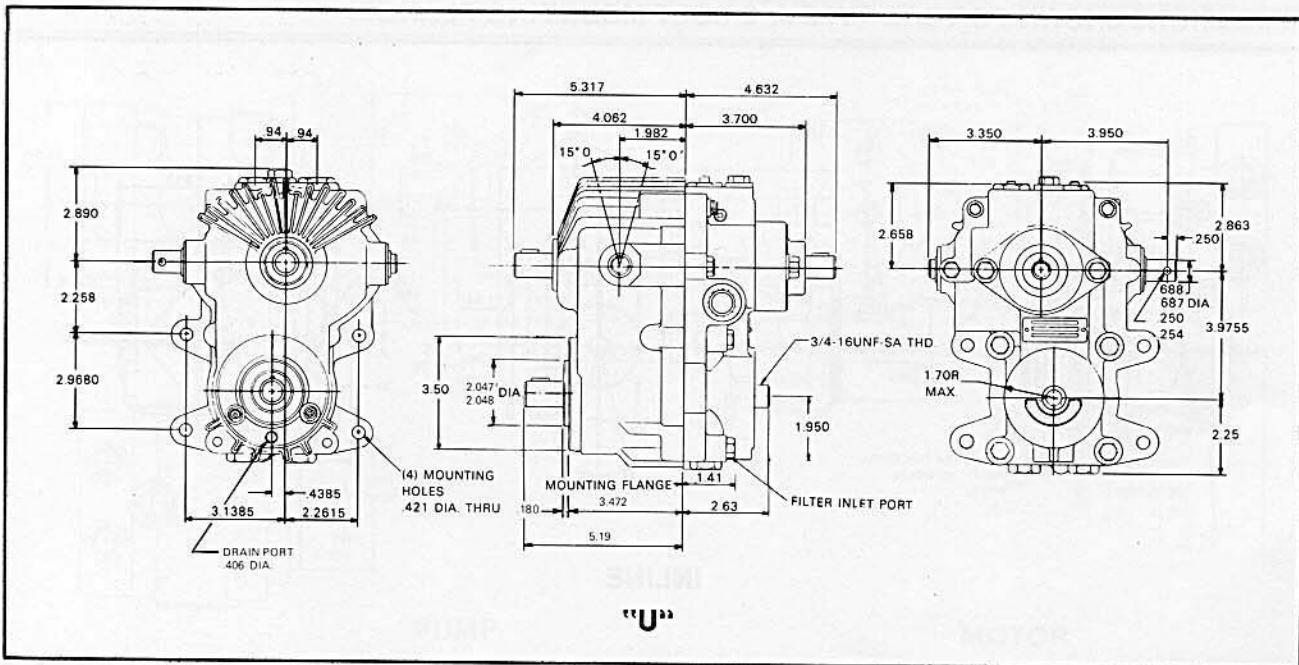 .94 .94
2.890
2.258
2.9680
.4385
3.1385 2.2615
DRAIN PORT
.406 DIA.
(4) MOUNTING
HOLES
.421 DIA. THRU
5.317 4.632
4.062 3.700
1.982
15° 0' 15° 0'
3.50
2.047
2.048 DIA
3/4-16UNF-SA THD
1.950
MOUNTING FLANGE
1.41
FILTER INLET PORT
.180 3.472 2.63
5.19
3.350 3.950
2.658
2.863
.250
.688
.687 DIA
.250
.254
3.9755
1.70R
MAX
2.25
"U"
INLINE
PUMP
MOTOR